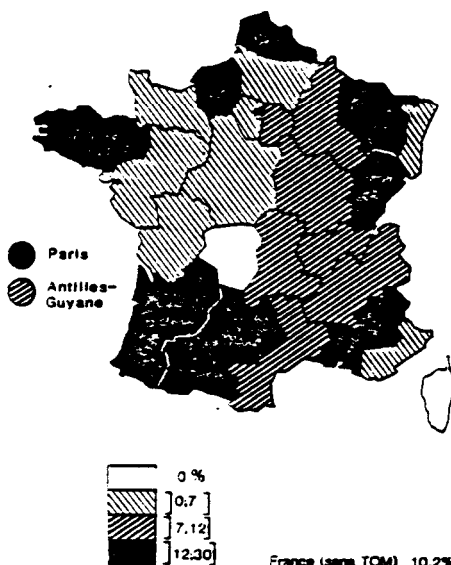 Paris
Antilles-
Guyane
0 %
]0;7]
]7;12]
]12;30]
France (sans TOM) 10,2%